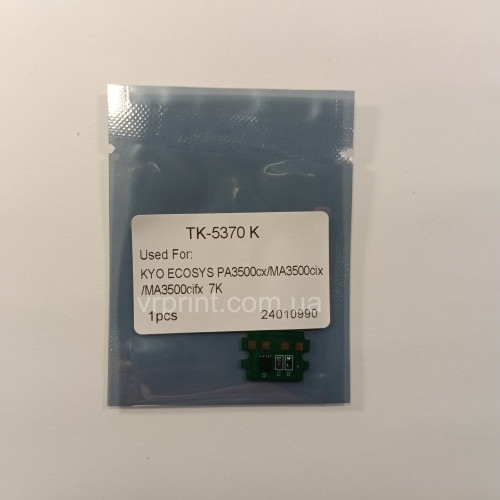 TK-5370 K
Used For:
KYO ECOSYS PA3500cx/MA3500cix
/MA3500cifx 7K
vrprint.com.ua
1pcs 24010990